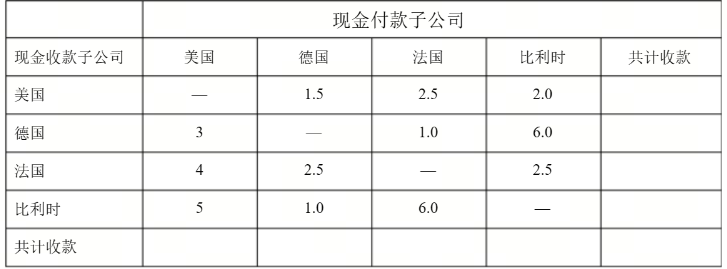 现金付款子公司
现金收款子公司 美国 德国 法国 比利时 共计收款
美国 — 1.5 2.5 2.0
德国 3 — 1.0 6.0
法国 4 2.5 — 2.5
比利时 5 1.0 6.0 —
共计收款